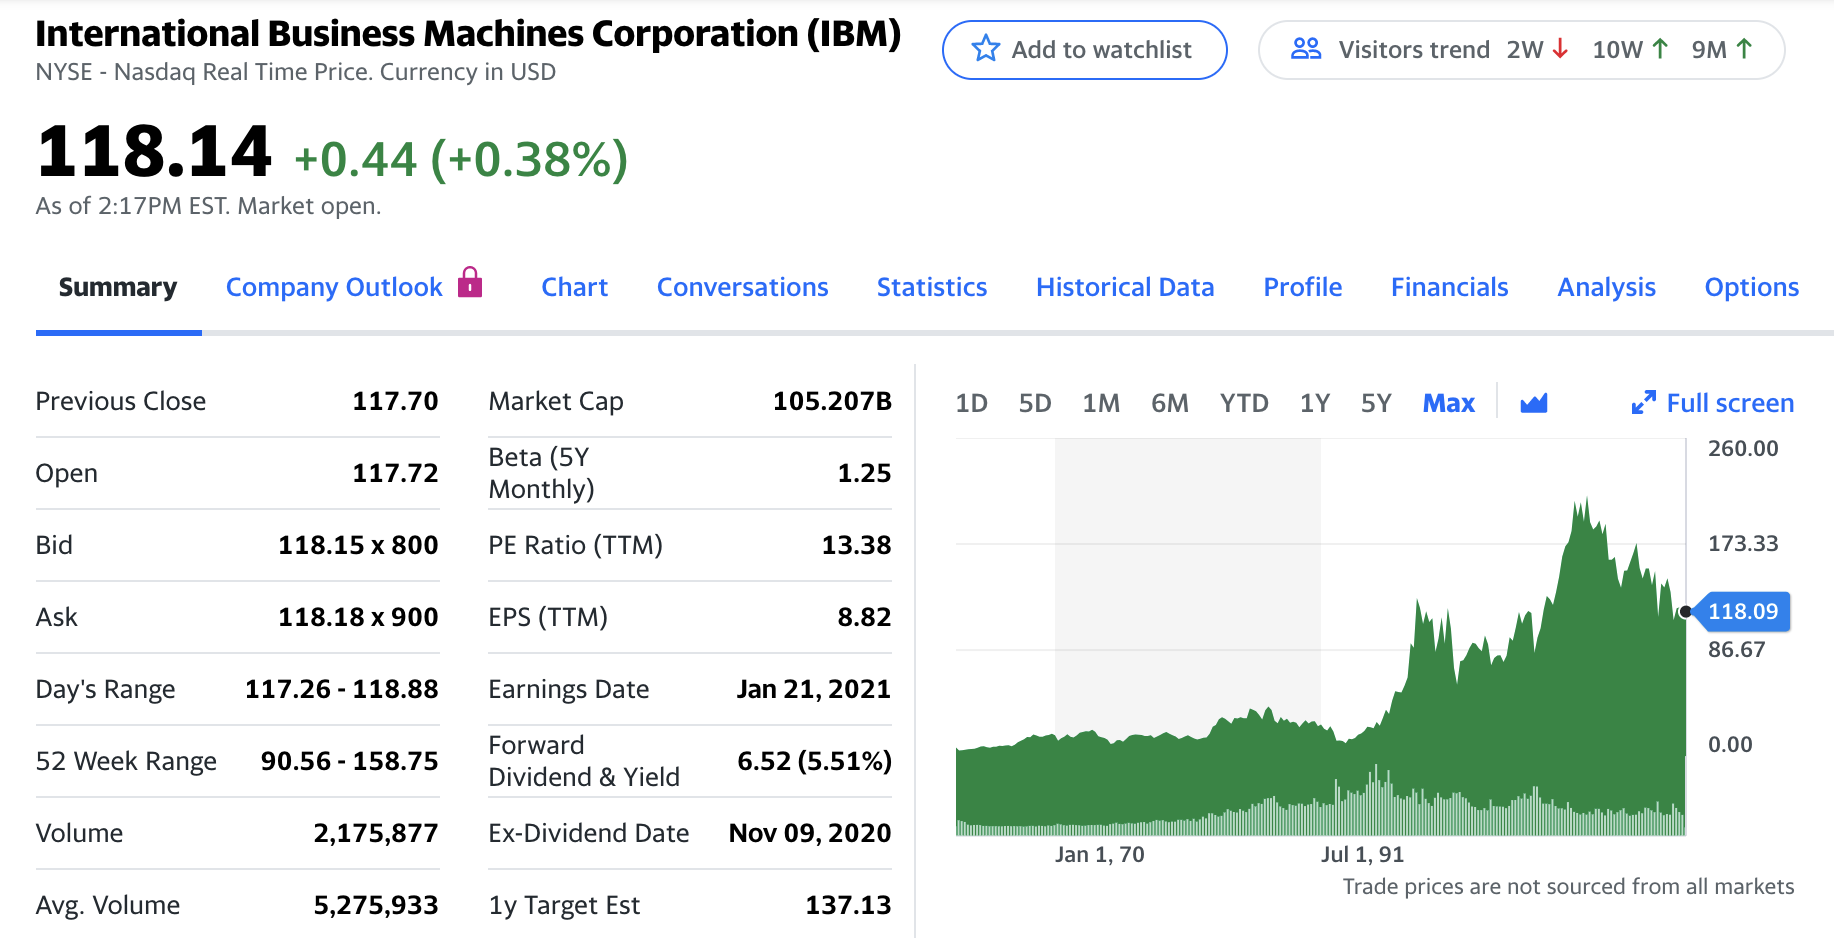 International Business Machines Corporation (IBM)
NYSE - Nasdaq Real Time Price. Currency in USD
Add to watchlist
Visitors trend 2W ↓ 10W ↑ 9M ↑
118.14 +0.44 (+0.38%)
As of 2:17PM EST. Market open.
Summary Company Outlook Chart Conversations Statistics Historical Data Profile Financials Analysis Options
Previous Close 117.70
Open 117.72
Bid 118.15 x 800
Ask 118.18 x 900
Day's Range 117.26 - 118.88
52 Week Range 90.56 - 158.75
Volume 2,175,877
Avg. Volume 5,275,933
Market Cap 105.207B
Beta (5Y
Monthly) 1.25
PE Ratio (TTM) 13.38
EPS (TTM) 8.82
Earnings Date Jan 21, 2021
Forward
Dividend & Yield 6.52 (5.51%)
Ex-Dividend Date Nov 09, 2020
1y Target Est 137.13
1D 5D 1M 6M YTD 1Y 5Y Max
Full screen
260.00
173.33
118.09
86.67
0.00
Jan 1, 70 Jul 1, 91
Trade prices are not sourced from all markets